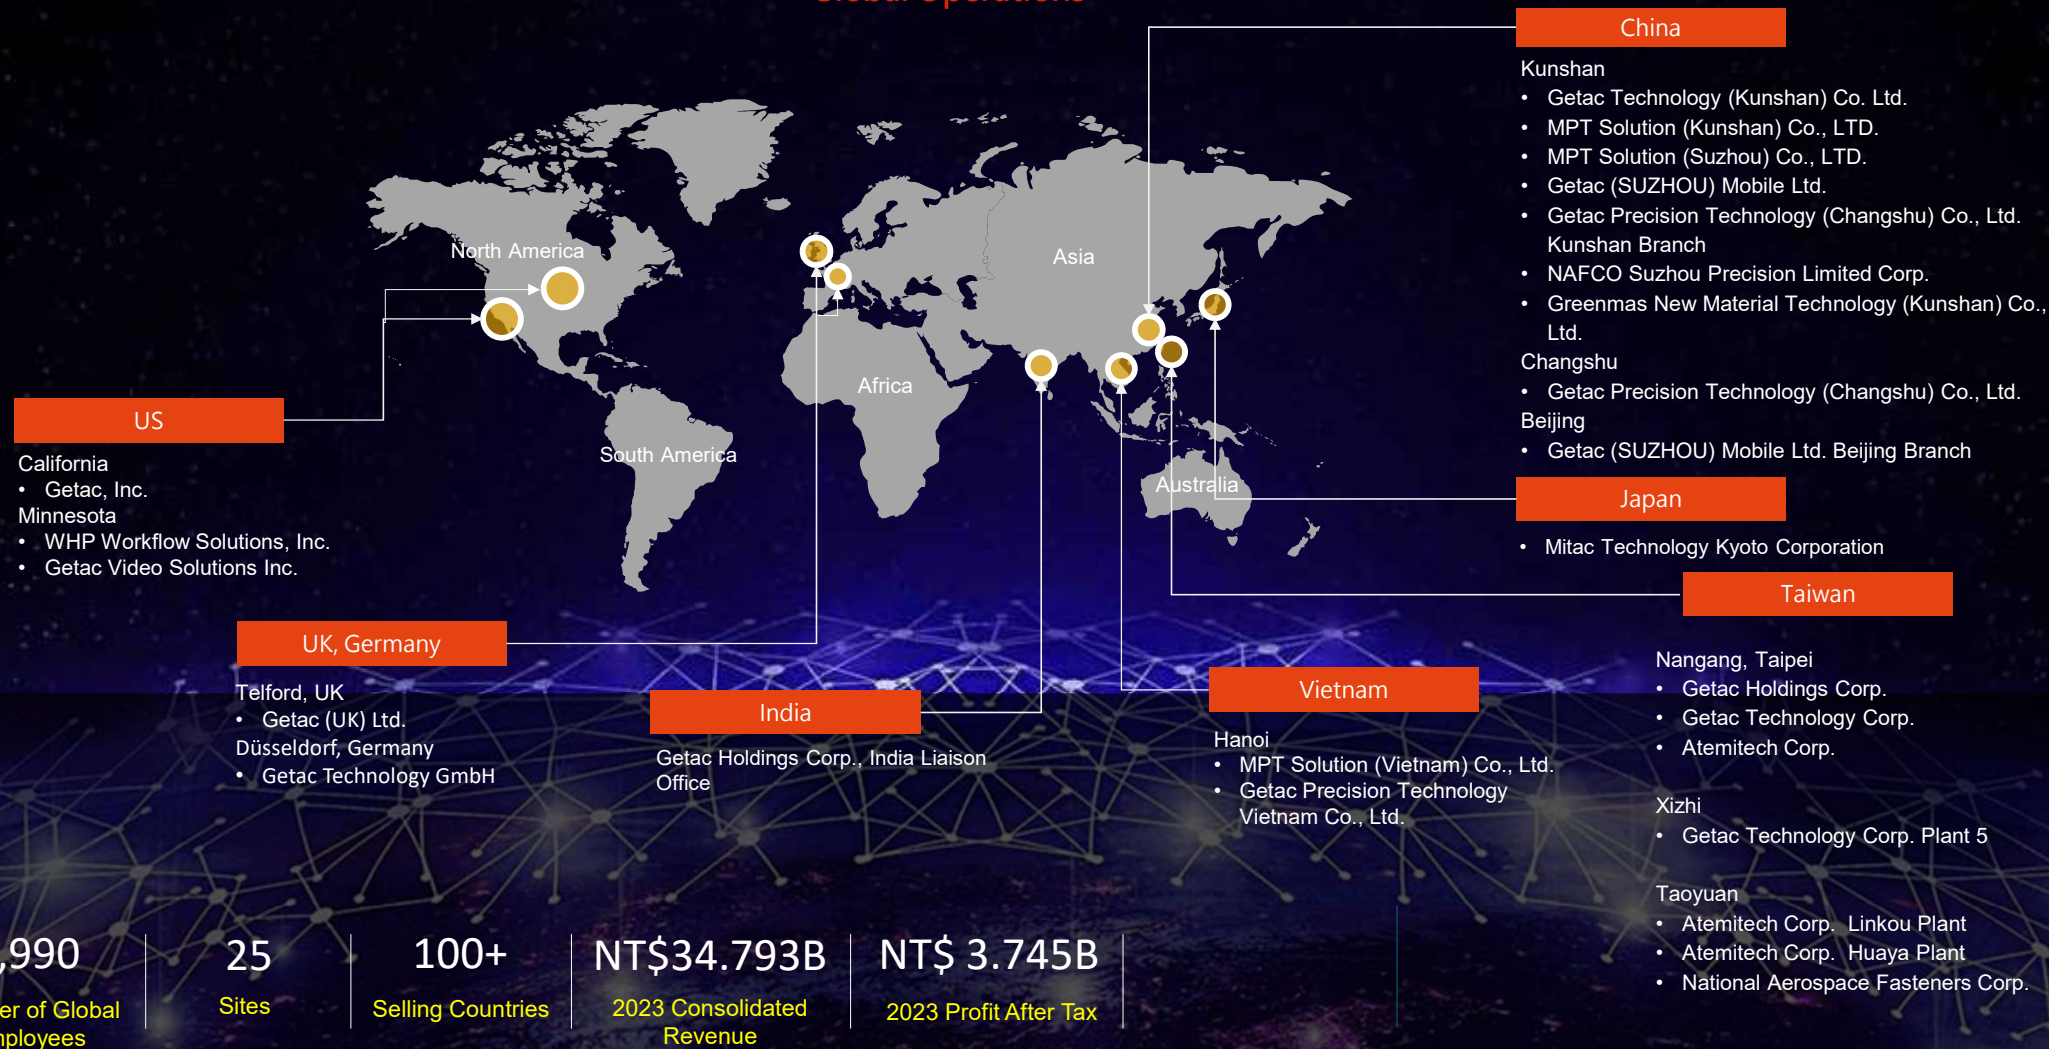 Global Operations
China
Kunshan
• Getac Technology (Kunshan) Co. Ltd.
• MPT Solution (Kunshan) Co., LTD.
• MPT Solution (Suzhou) Co., LTD.
• Getac (SUZHOU) Mobile Ltd.
• Getac Precision Technology (Changshu) Co., Ltd.
Kunshan Branch
• NAFCO Suzhou Precision Limited Corp.
• Greenmas New Material Technology (Kunshan) Co.,
Ltd.
Changshu
• Getac Precision Technology (Changshu) Co., Ltd.
Beijing
• Getac (SUZHOU) Mobile Ltd. Beijing Branch
North America
Asia
Africa
South America
Australia
US
California
• Getac, Inc.
Minnesota
• WHP Workflow Solutions, Inc.
• Getac Video Solutions Inc.
Japan
• Mitac Technology Kyoto Corporation
Taiwan
Nangang, Taipei
• Getac Holdings Corp.
• Getac Technology Corp.
• Atemitech Corp.
Xizhi
• Getac Technology Corp. Plant 5
Taoyuan
• Atemitech Corp. Linkou Plant
• Atemitech Corp. Huaya Plant
• National Aerospace Fasteners Corp.
UK, Germany
Telford, UK
• Getac (UK) Ltd.
Düsseldorf, Germany
• Getac Technology GmbH
India
Getac Holdings Corp., India Liaison
Office
Vietnam
Hanoi
• MPT Solution (Vietnam) Co., Ltd.
• Getac Precision Technology
Vietnam Co., Ltd.
,990
er of Global
mployees
25
Sites
100+
Selling Countries
NT$34.793B
2023 Consolidated
Revenue
NT$ 3.745B
2023 Profit After Tax